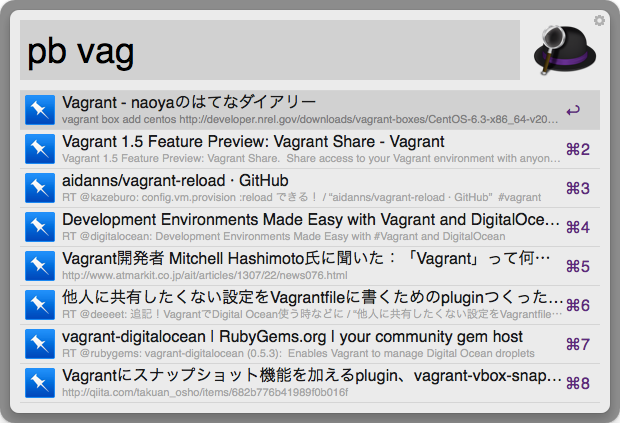 pb vag
Vagrant - naoyaのはてなダイアリー
vagrant box add centos http://developer.nrel.gov/downloads/vagrant-boxes/CentOS-6.3-x86_64-v20…
↩
Vagrant 1.5 Feature Preview: Vagrant Share - Vagrant
Vagrant 1.5 Feature Preview: Vagrant Share. Share access to your Vagrant environment with anyon…
⌘2
aidanns/vagrant-reload · GitHub
RT @kazeburo: config.vm.provision :reload できる！ / “aidanns/vagrant-reload · GitHub” #vagrant
⌘3
Development Environments Made Easy with Vagrant and DigitalOce…
RT @digitalocean: Development Environments Made Easy with #Vagrant and DigitalOcean
⌘4
Vagrant開発者 Mitchell Hashimoto氏に聞いた：「Vagrant」って何…
http://www.atmarkit.co.jp/ait/articles/1307/22/news076.html
⌘5
他人に共有したくない設定をVagrantfileに書くためのpluginつくった…
RT @deeeet: 追記！VagrantでDigital Ocean使う時などに / “他人に共有したくない設定をVagrantfile…
⌘6
vagrant-digitalocean | RubyGems.org | your community gem host
RT @rubygems: vagrant-digitalocean (0.5.3): Enables Vagrant to manage Digital Ocean droplets
⌘7
Vagrantにスナップショット機能を加えるplugin、vagrant-vbox-snap…
http://qiita.com/takuan_osho/items/682b776b41989f0b016f
⌘8